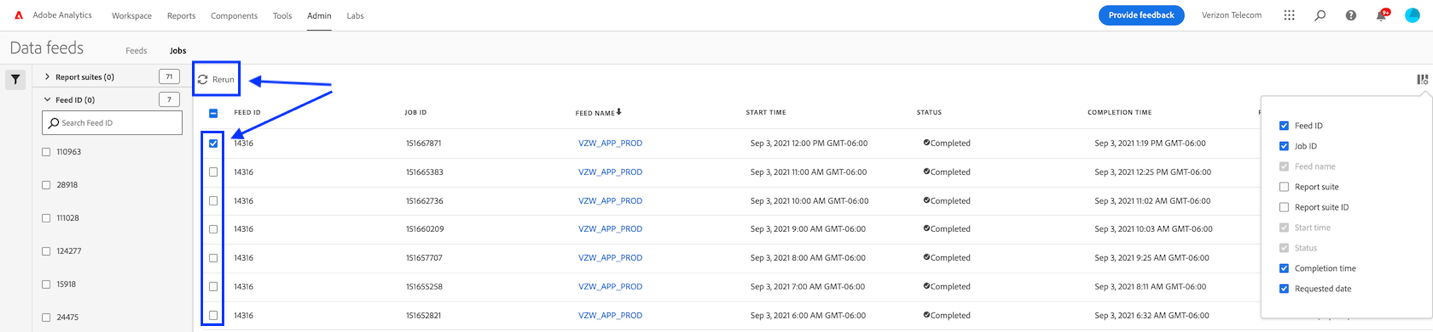 Adobe Analytics Workspace Reports Components Tools Admin Labs Provide feedback Verizon Telecom 9+
Data feeds Feeds Jobs
Report suites (0) 71
Rerun
Feed ID (0) 7
Search Feed ID
110963
28918
111028
124277
15918
24475
FEED ID JOB ID FEED NAME START TIME STATUS COMPLETION TIME
14316 151667871 VZW_APP_PROD Sep 3, 2021 12:00 PM GMT-06:00 Completed Sep 3, 2021 1:19 PM GMT-06:00
14316 151665383 VZW_APP_PROD Sep 3, 2021 11:00 AM GMT-06:00 Completed Sep 3, 2021 12:25 PM GMT-06:00
14316 151662736 VZW_APP_PROD Sep 3, 2021 10:00 AM GMT-06:00 Completed Sep 3, 2021 11:02 AM GMT-06:00
14316 151660209 VZW_APP_PROD Sep 3, 2021 9:00 AM GMT-06:00 Completed Sep 3, 2021 10:03 AM GMT-06:00
14316 151657707 VZW_APP_PROD Sep 3, 2021 8:00 AM GMT-06:00 Completed Sep 3, 2021 9:25 AM GMT-06:00
14316 151655258 VZW_APP_PROD Sep 3, 2021 7:00 AM GMT-06:00 Completed Sep 3, 2021 8:11 AM GMT-06:00
14316 151652821 VZW_APP_PROD Sep 3, 2021 6:00 AM GMT-06:00 Completed Sep 3, 2021 6:32 AM GMT-06:00
Feed ID
Job ID
Feed name
Report suite
Report suite ID
Start time
Status
Completion time
Requested date